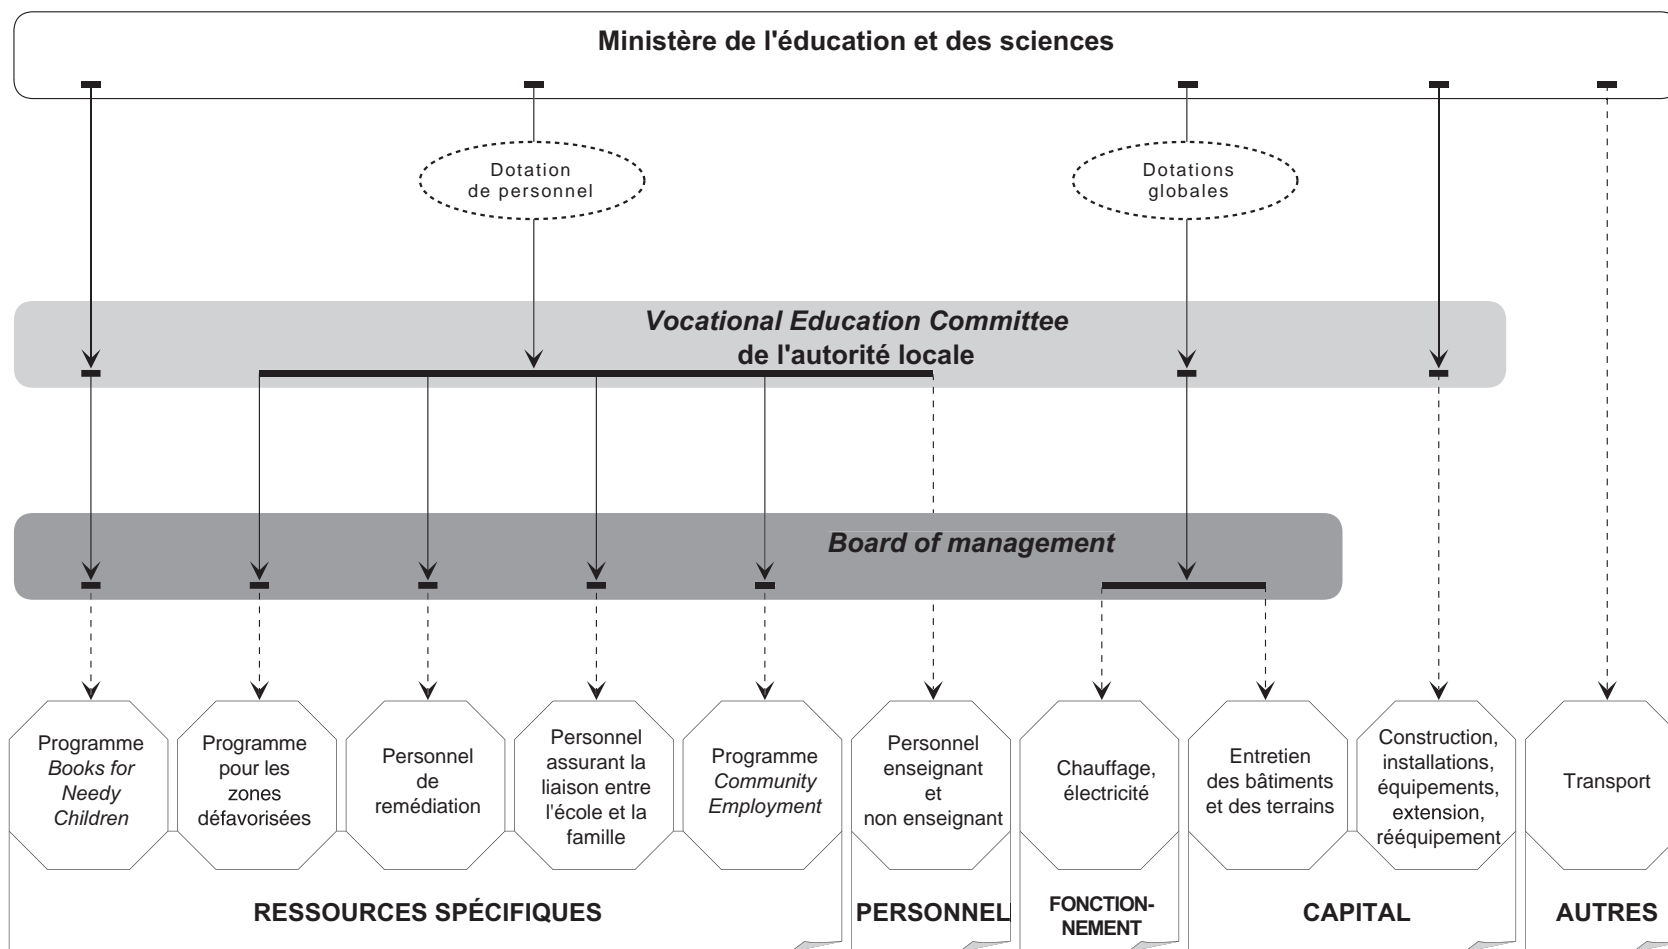 Ministère de l'éducation et des sciences
Dotation
de personnel
Dotations
globales
Vocational Education Committee
de l'autorité locale
Board of management
Programme
Books for
Needy
Children
Programme
pour les
zones
défavorisées
Personnel
de
remédiation
Personnel
assurant la
liaison entre
l'école et la
famille
Programme
Community
Employment
Personnel
enseignant
et
non enseignant
Chauffage,
électricité
Entretien
des bâtiments
et des terrains
Construction,
installations,
équipements,
extension,
rééquipement
Transport
RESSOURCES SPÉCIFIQUES
PERSONNEL
FONCTION-
NEMENT
CAPITAL
AUTRES